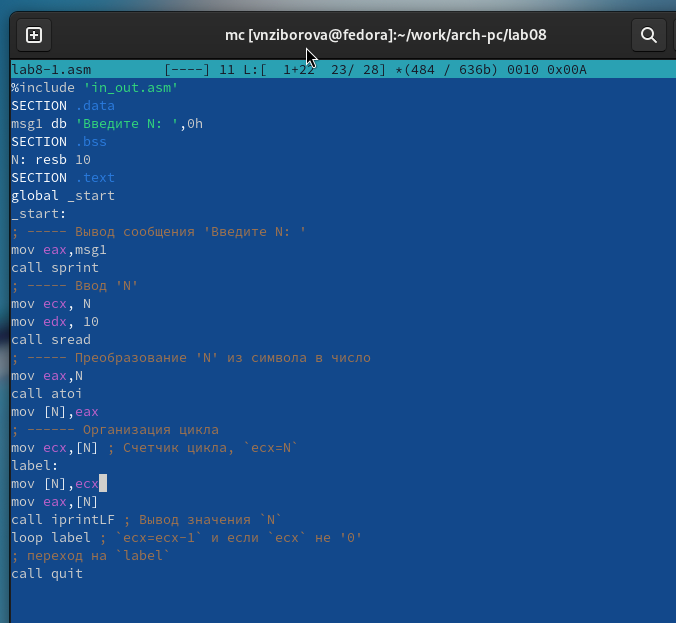 mc [vnziborova@fedora]:~/work/arch-pc/lab08
lab8-1.asm         [----] 11 L:[  1+22  23/ 28] *(484 / 636b) 0010 0x00A
%include 'in_out.asm'
SECTION .data
msg1 db 'Введите N: ',0h
SECTION .bss
N: resb 10
SECTION .text
global _start
_start:
; ----- Вывод сообщения 'Введите N: '
mov eax,msg1
call sprint
; ----- Ввод 'N'
mov ecx, N
mov edx, 10
call sread
; ----- Преобразование 'N' из символа в число
mov eax,N
call atoi
mov [N],eax
; ------ Организация цикла
mov ecx,[N] ; Счетчик цикла, `ecx=N`
label:
mov [N],ecx
mov eax,[N]
call iprintLF ; Вывод значения `N`
loop label ; `ecx=ecx-1` и если `ecx` не '0'
; переход на `label`
call quit